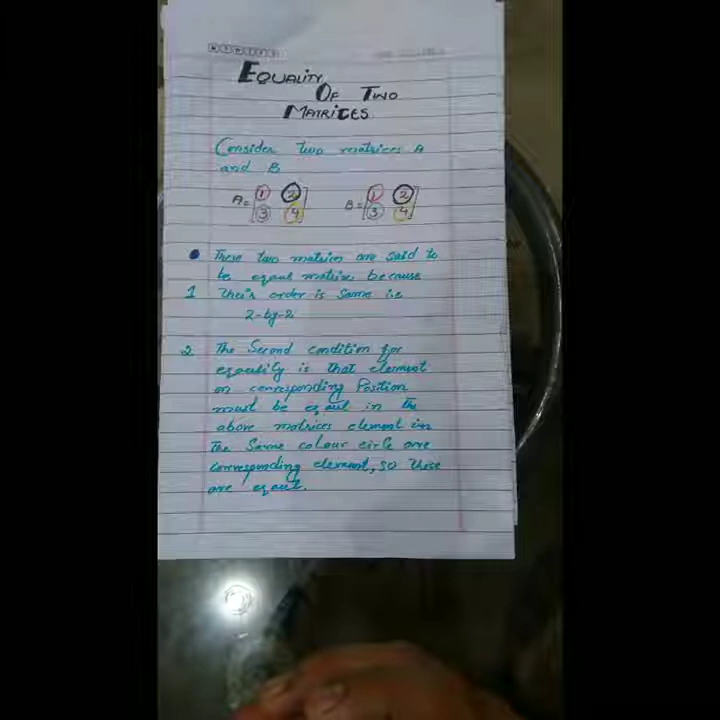 EQUALITY
OF TWO
MATRICES
Consider two matrices A
and B
A = [1 2
3 4] B = [1 2
3 4]
These two matrices are said to
be equal matrix because
1 Their order is same i.e
2-by-2
2 The Second condition for
equality is that element
on corresponding Position
must be equal in the
above matrices element in
the same colour circle are
corresponding element, so these
are equal.